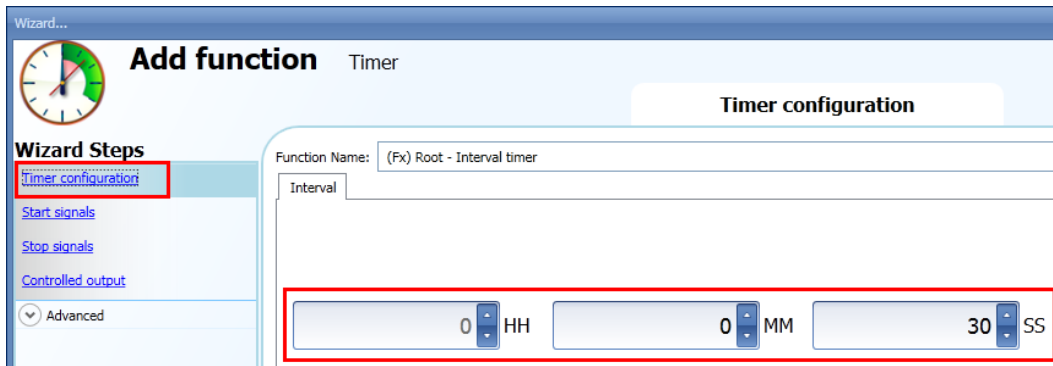 Wizard...
Add function Timer
Timer configuration
Wizard Steps
Timer configuration
Start signals
Stop signals
Controlled output
Advanced
Function Name: (Fx) Root - Interval timer
Interval
0 HH 0 MM 30 SS